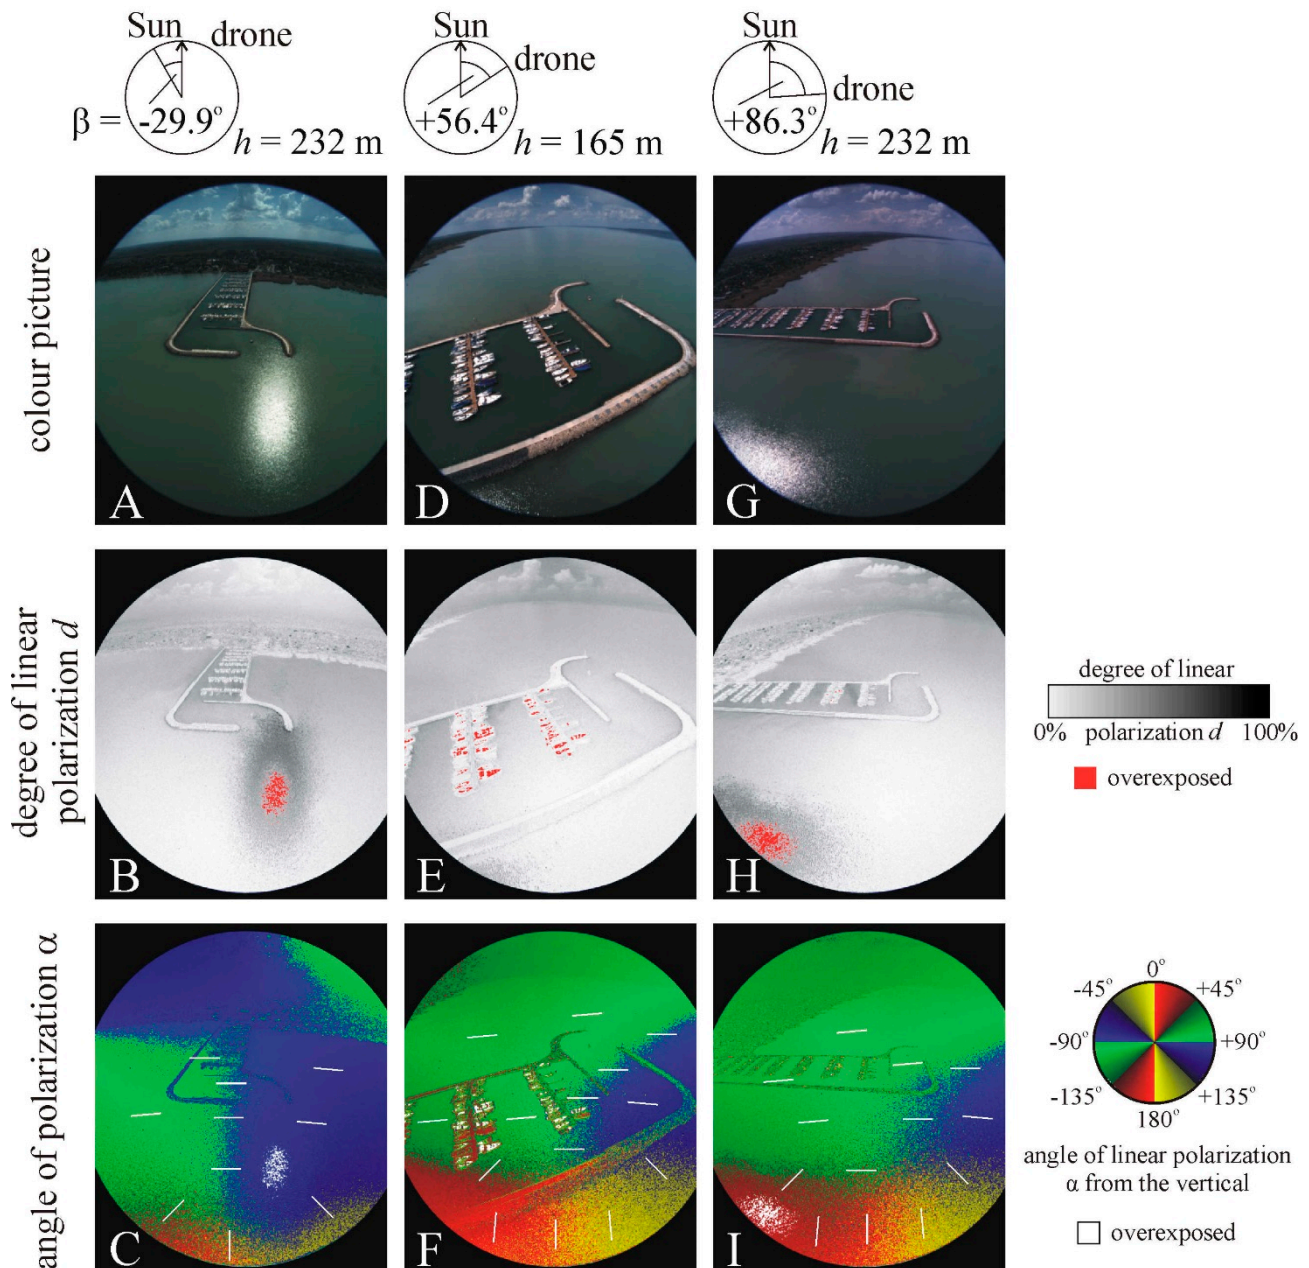 Sun
drone
β = -29.9°
h = 232 m
Sun
drone
+56.4°
h = 165 m
Sun
drone
+86.3°
h = 232 m
colour picture
A
D
G
degree of linear
polarization d
B
E
H
degree of linear
0% polarization d 100%
overexposed
angle of polarization α
C
F
I
0°
-45° +45°
-90° +90°
-135° +135°
180°
angle of linear polarization
α from the vertical
overexposed